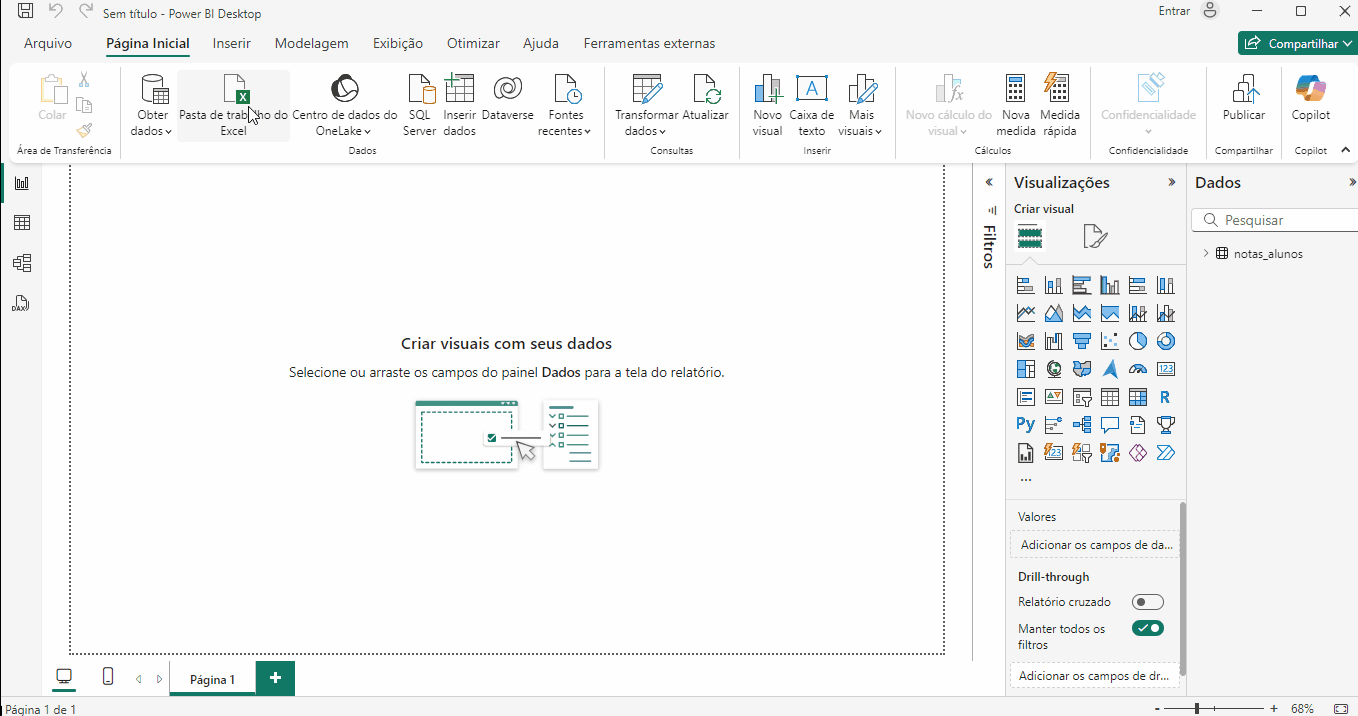 Sem título - Power BI Desktop
Entrar
Arquivo
Página Inicial
Inserir
Modelagem
Exibição
Otimizar
Ajuda
Ferramentas externas
Compartilhar
Colar
Obter
dados
Pasta de trabalho do
Excel
Centro de dados do
OneLake
SQL
Server
Inserir
dados
Dataverse
Fontes
recentes
Transformar
dados
Atualizar
Novo
visual
Caixa de
texto
Mais
visuais
Novo cálculo do
visual
Nova
medida
Medida
rápida
Confidencialidade
Publicar
Copilot
Área de Transferência
Dados
Consultas
Inserir
Cálculos
Confidencialidade
Compartilhar
Copilot
Criar visuais com seus dados
Selecione ou arraste os campos do painel Dados para a tela do relatório.
Filtros
Visualizações
Criar visual
123
R
Py
123
...
Valores
Adicionar os campos de da...
Drill-through
Relatório cruzado
Manter todos os
filtros
Adicionar os campos de dr...
Dados
Pesquisar
notas_alunos
DAX
Página 1
+
Página 1 de 1
- + 68%